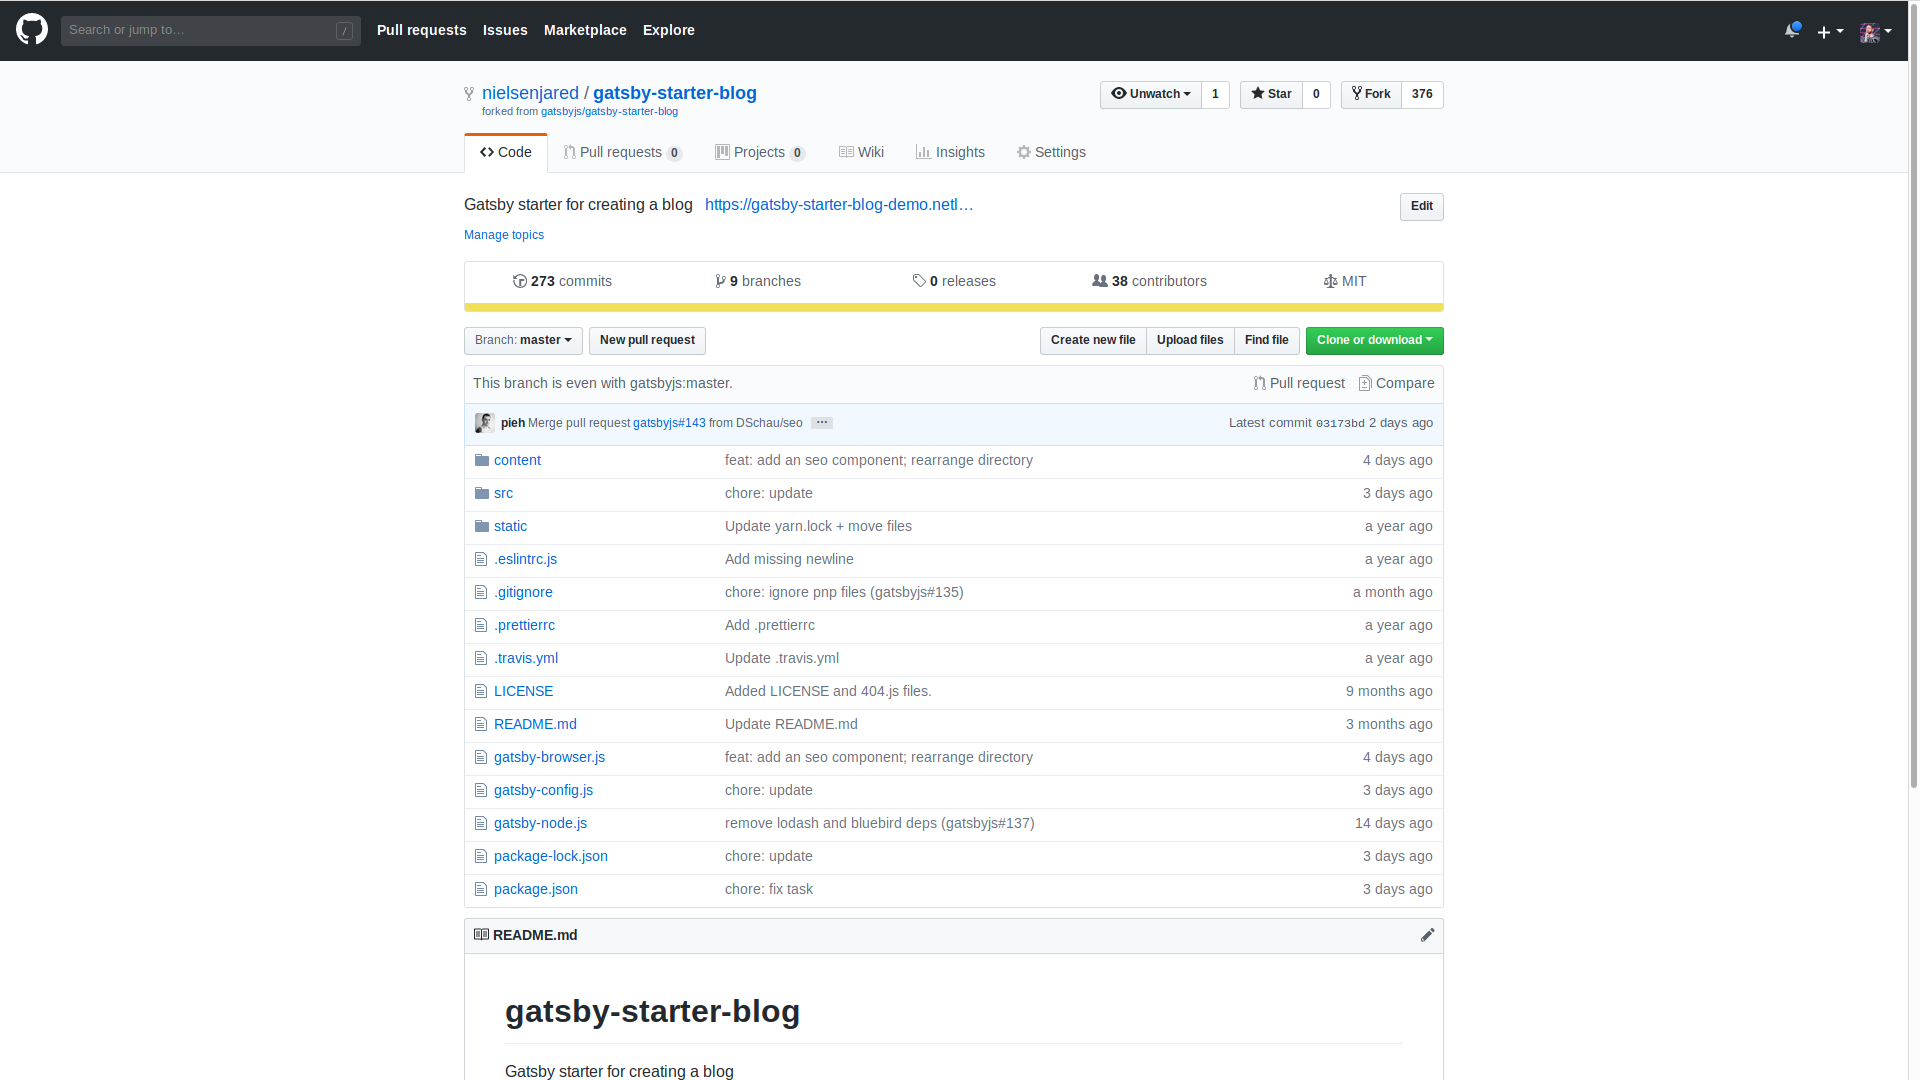 Search or jump to… /
Pull requests Issues Marketplace Explore
nielsenjared / gatsby-starter-blog
forked from gatsbyjs/gatsby-starter-blog
Unwatch 1 Star 0 Fork 376
Code Pull requests 0 Projects 0 Wiki Insights Settings
Gatsby starter for creating a blog https://gatsby-starter-blog-demo.netl… Edit
Manage topics
273 commits 9 branches 0 releases 38 contributors MIT
Branch: master New pull request Create new file Upload files Find file Clone or download
This branch is even with gatsbyjs:master. Pull request Compare
pieh Merge pull request gatsbyjs#143 from DSchau/seo … Latest commit 03173bd 2 days ago
content feat: add an seo component; rearrange directory 4 days ago
src chore: update 3 days ago
static Update yarn.lock + move files a year ago
.eslintrc.js Add missing newline a year ago
.gitignore chore: ignore pnp files (gatsbyjs#135) a month ago
.prettierrc Add .prettierrc a year ago
.travis.yml Update .travis.yml a year ago
LICENSE Added LICENSE and 404.js files. 9 months ago
README.md Update README.md 3 months ago
gatsby-browser.js feat: add an seo component; rearrange directory 4 days ago
gatsby-config.js chore: update 3 days ago
gatsby-node.js remove lodash and bluebird deps (gatsbyjs#137) 14 days ago
package-lock.json chore: update 3 days ago
package.json chore: fix task 3 days ago
README.md
gatsby-starter-blog
Gatsby starter for creating a blog